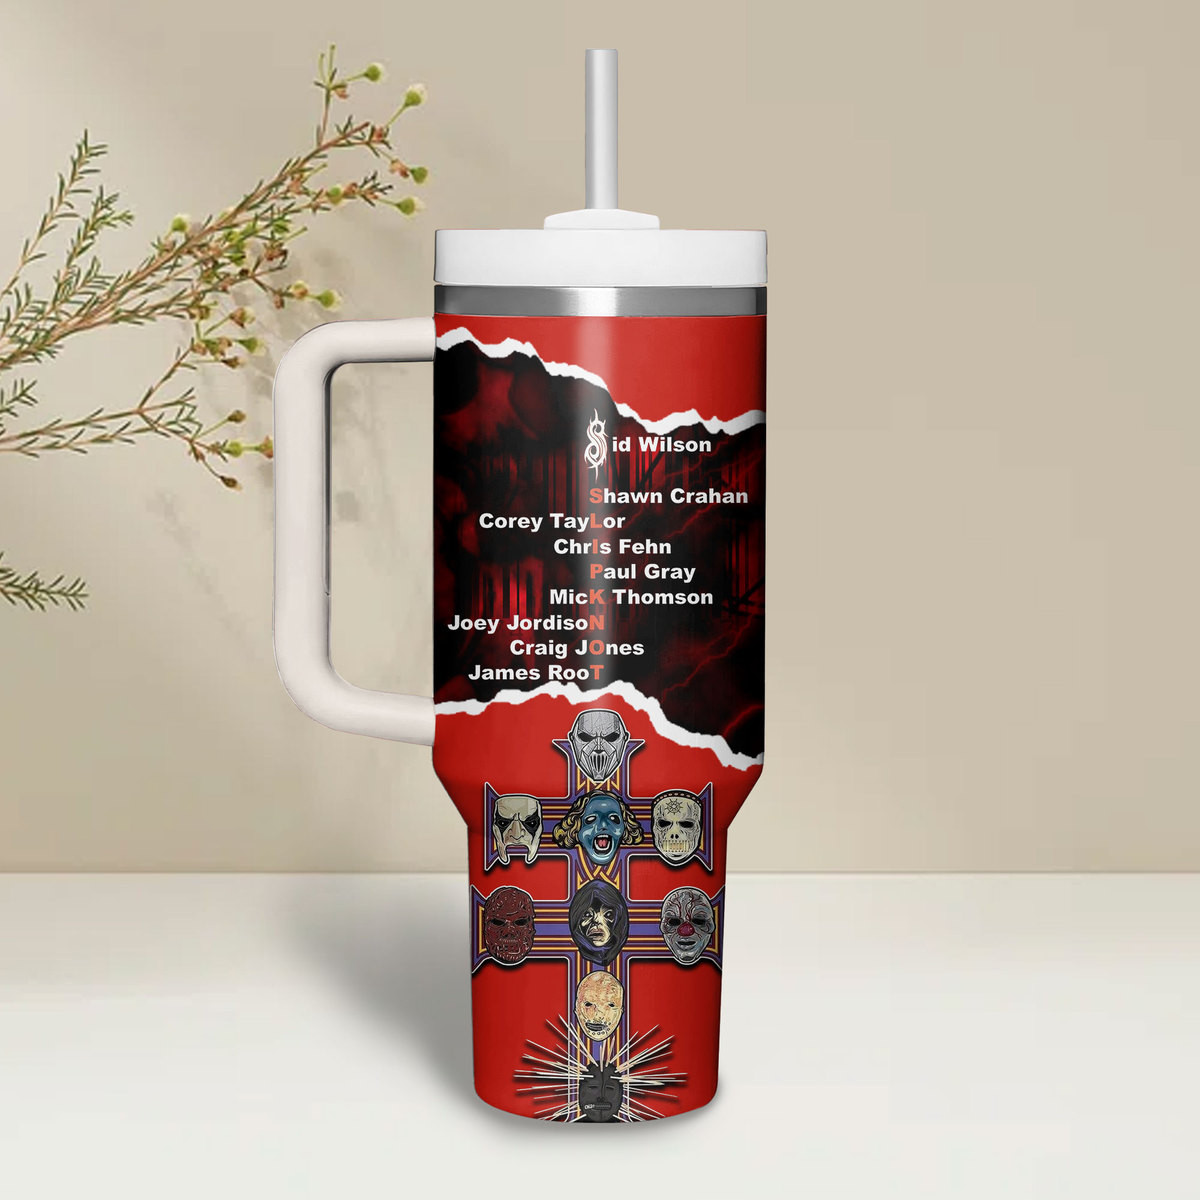 Sid Wilson
Shawn Crahan
Corey TayLor
ChrIs Fehn
Paul Gray
MicK Thomson
Joey JordisoN
Craig JOnes
James RooT